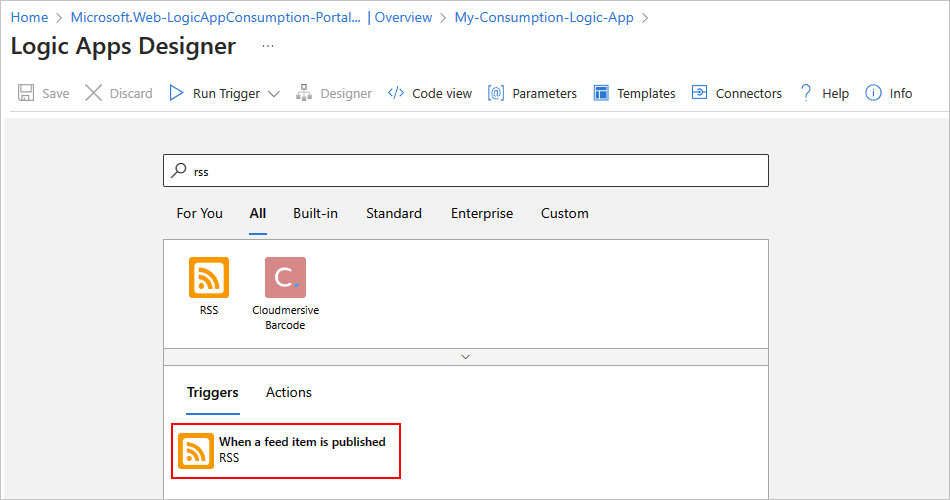 Home > Microsoft.Web-LogicAppConsumption-Portal... | Overview > My-Consumption-Logic-App >
Logic Apps Designer ...
Save Discard Run Trigger Designer </> Code view [@] Parameters Templates Connectors ? Help i Info
rss
For You All Built-in Standard Enterprise Custom
C.
RSS Cloudmersive
Barcode
Triggers Actions
When a feed item is published
RSS